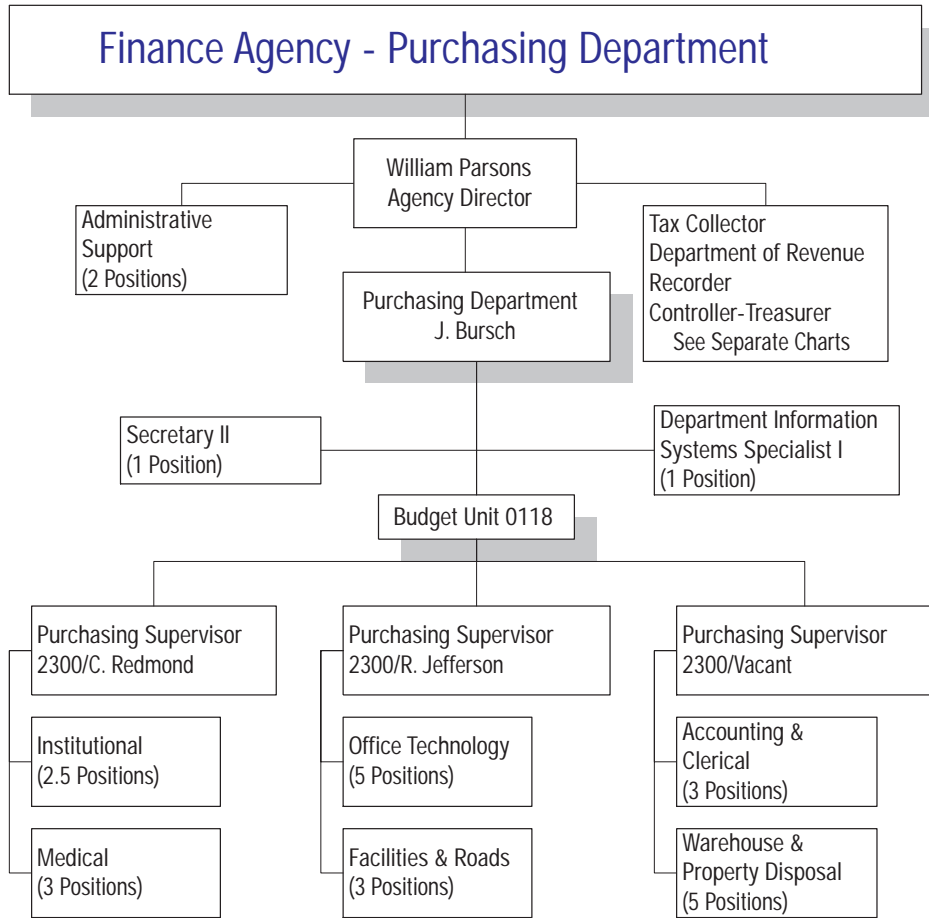 Finance Agency - Purchasing Department
William Parsons
Agency Director
Administrative
Support
(2 Positions)
Tax Collector
Department of Revenue
Recorder
Controller-Treasurer
See Separate Charts
Purchasing Department
J. Bursch
Secretary II
(1 Position)
Department Information
Systems Specialist I
(1 Position)
Budget Unit 0118
Purchasing Supervisor
2300/C. Redmond
Purchasing Supervisor
2300/R. Jefferson
Purchasing Supervisor
2300/Vacant
Institutional
(2.5 Positions)
Office Technology
(5 Positions)
Accounting &
Clerical
(3 Positions)
Medical
(3 Positions)
Facilities & Roads
(3 Positions)
Warehouse &
Property Disposal
(5 Positions)